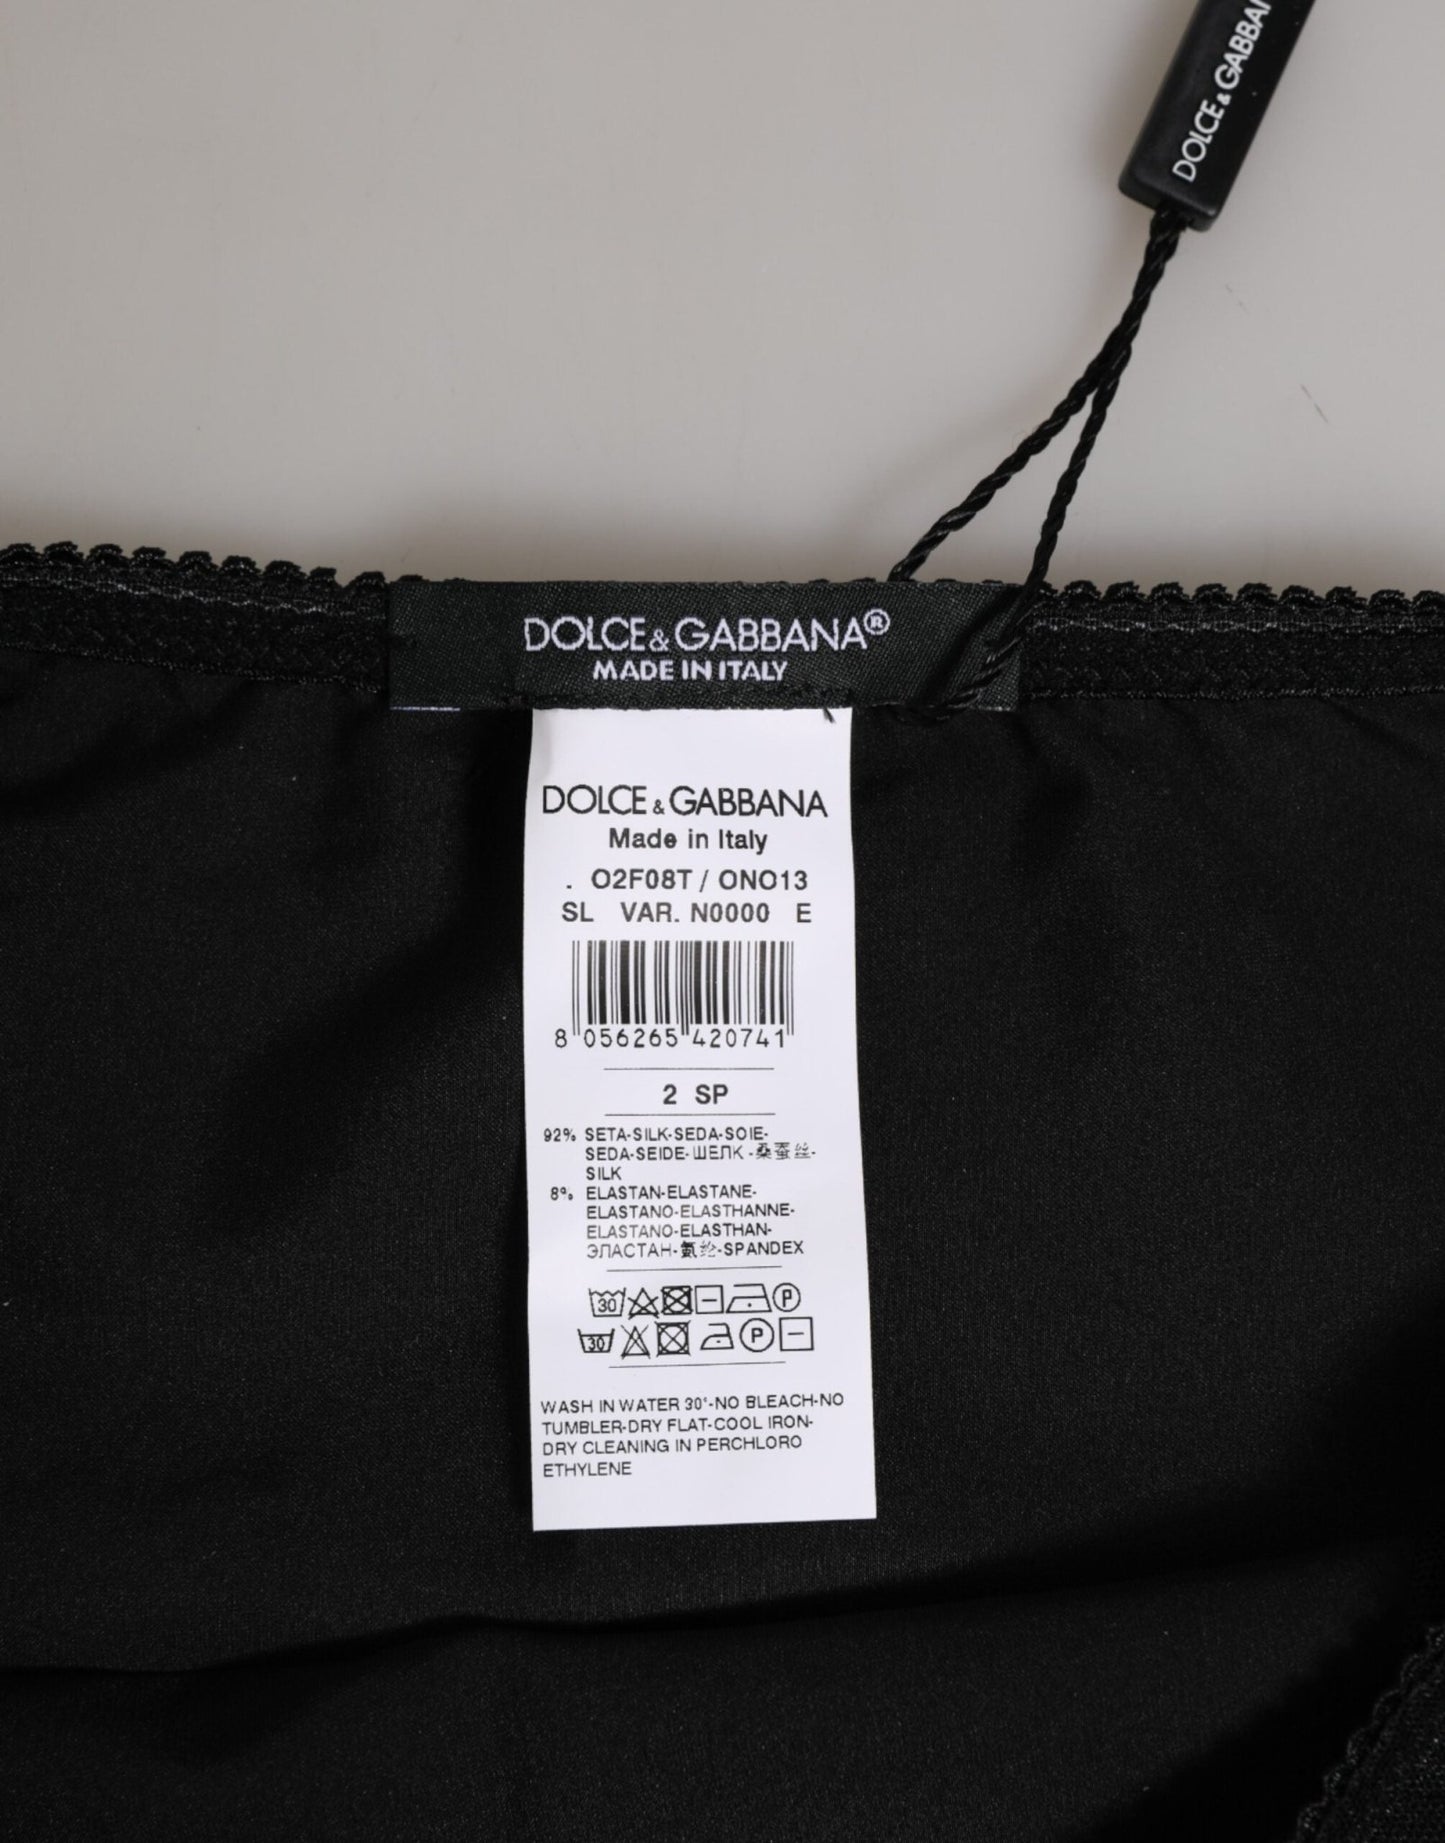 DOLCE&GABBAN
DOLCE&GABBANA®
MADE IN ITALY
DOLCE&GABBANA
Made in Italy
. O2F08T / ONO13
SL VAR. N0000 E
8 056265 420741
2 SP
92% SETA-SILK-SEDA-SOIE-
SEDA-SEIDE-ШЕЛК-桑蚕丝-
SILK
8% ELASTAN-ELASTANE-
ELASTANO-ELASTHANNE-
ELASTANO-ELASTHAN-
ЭЛАСТАН-氨纶-SPANDEX
30 P
30 P
WASH IN WATER 30°-NO BLEACH-NO
TUMBLER-DRY FLAT-COOL IRON-
DRY CLEANING IN PERCHLORO
ETHYLENE